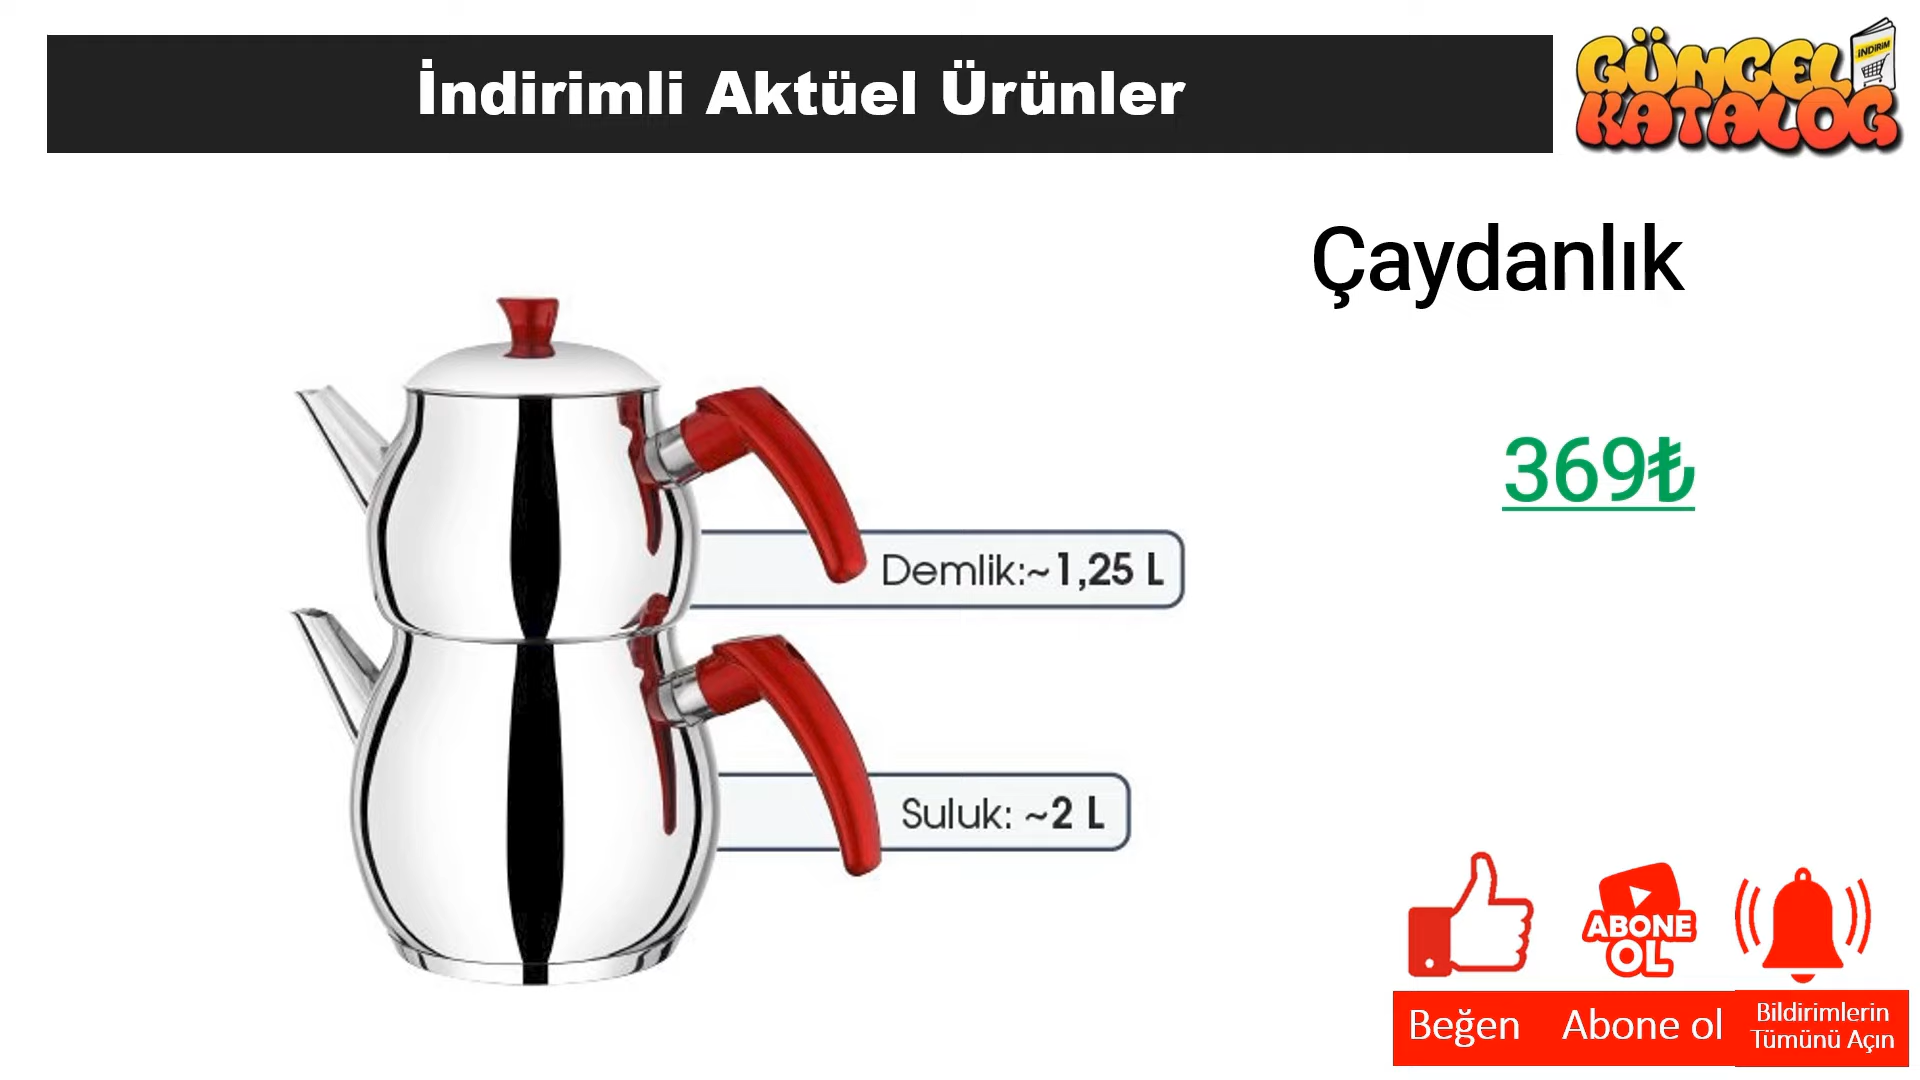 İndirimli Aktüel Ürünler
GÜNCEL
KATALOG
İNDİRİM
Çaydanlık
369₺
Demlik:~1,25 L
Suluk: ~2 L
ABONE
OL
Beğen
Abone ol
Bildirimlerin
Tümünü Açın